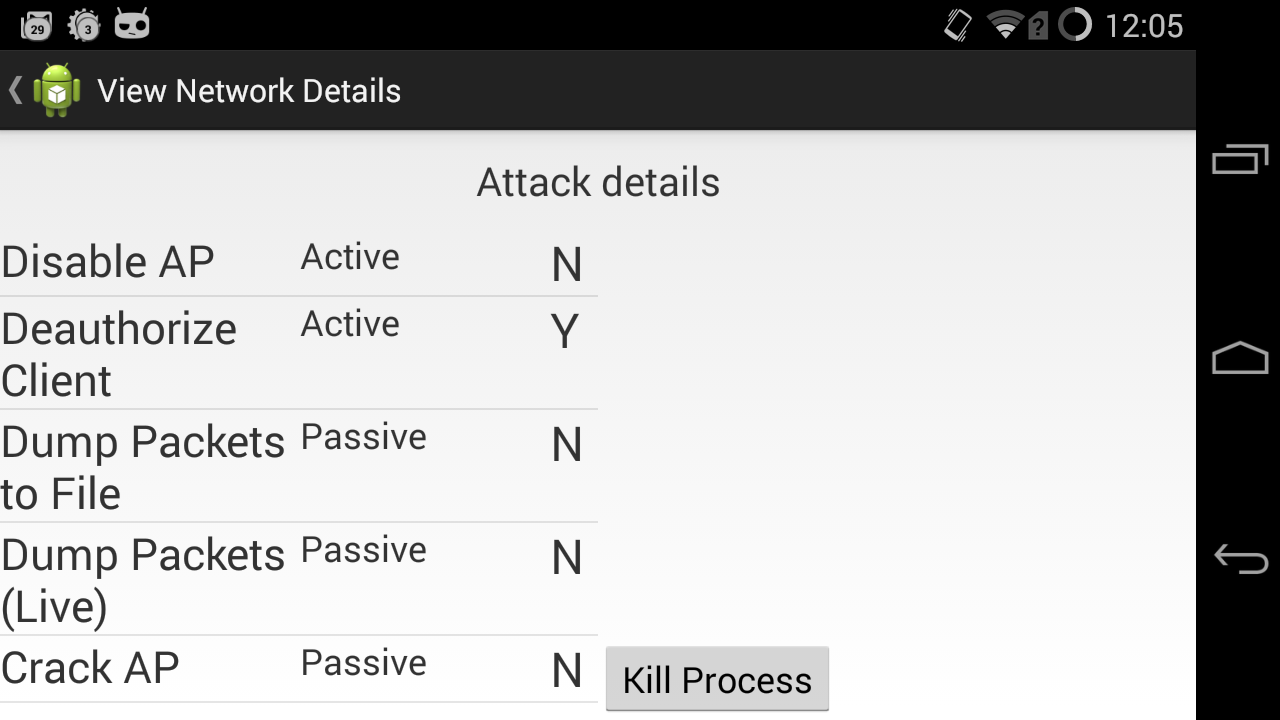 29 3 ? 12:05
View Network Details
Attack details
Disable AP Active N
Deauthorize Active Y
Client
Dump Packets Passive N
to File
Dump Packets Passive N
(Live)
Crack AP Passive N Kill Process